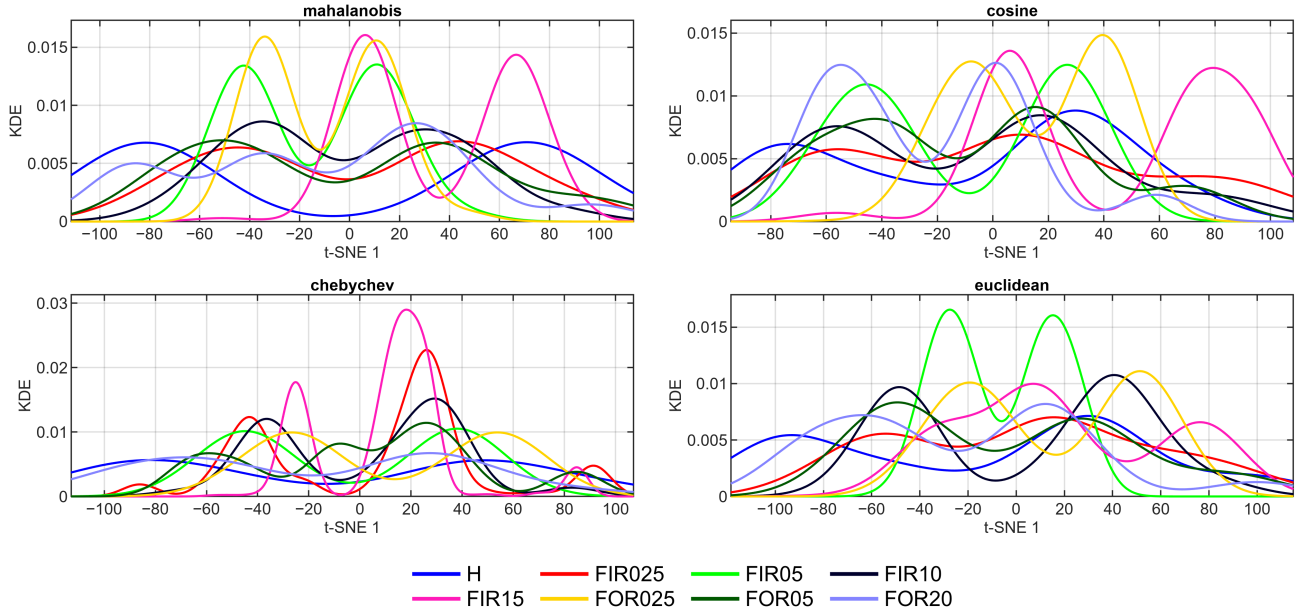 mahalanobis
0.015
0.01
0.005
0
KDE
−100 −80 −60 −40 −20 0 20 40 60 80 100
t-SNE 1
cosine
0.015
0.01
0.005
0
KDE
−80 −60 −40 −20 0 20 40 60 80 100
t-SNE 1
chebychev
0.03
0.02
0.01
0
KDE
−100 −80 −60 −40 −20 0 20 40 60 80 100
t-SNE 1
euclidean
0.015
0.01
0.005
0
KDE
−100 −80 −60 −40 −20 0 20 40 60 80 100
t-SNE 1
H FIR025 FIR05 FIR10
FIR15 FOR025 FOR05 FOR20